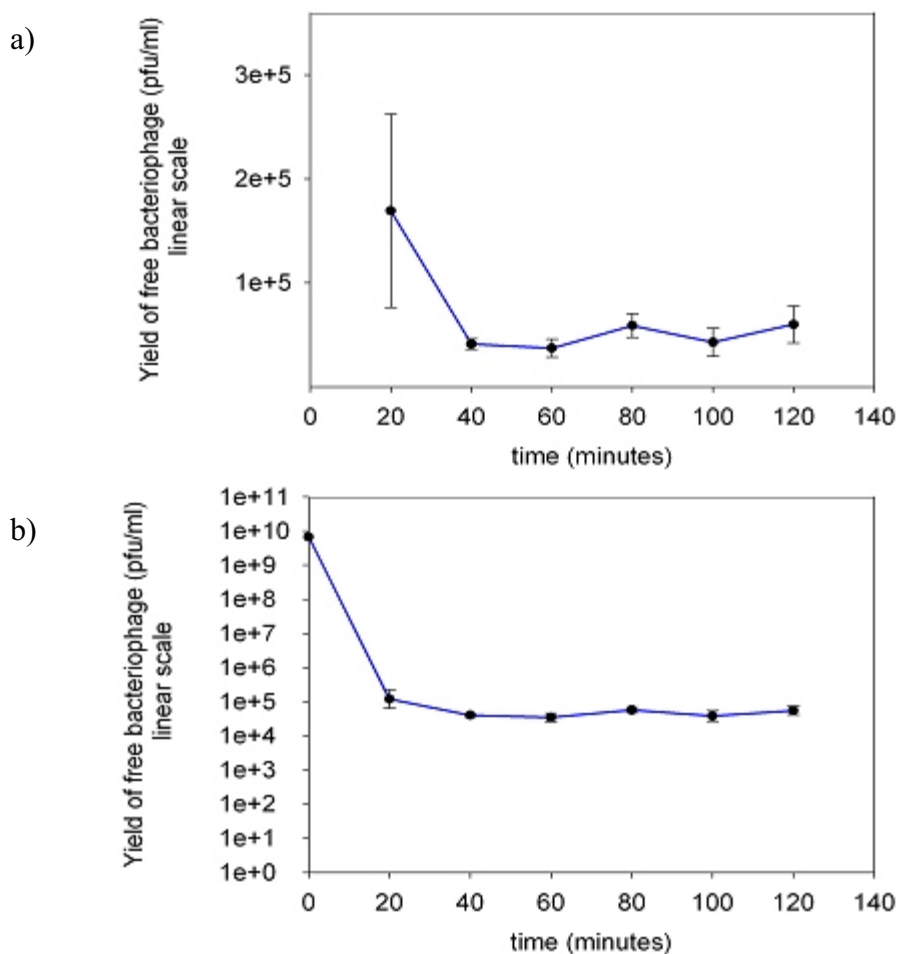 a)
Yield of free bacteriophage (pfu/ml)
linear scale
3e+5
2e+5
1e+5
0 20 40 60 80 100 120 140
time (minutes)
b)
Yield of free bacteriophage (pfu/ml)
linear scale
1e+11
1e+10
1e+9
1e+8
1e+7
1e+6
1e+5
1e+4
1e+3
1e+2
1e+1
1e+0
0 20 40 60 80 100 120 140
time (minutes)